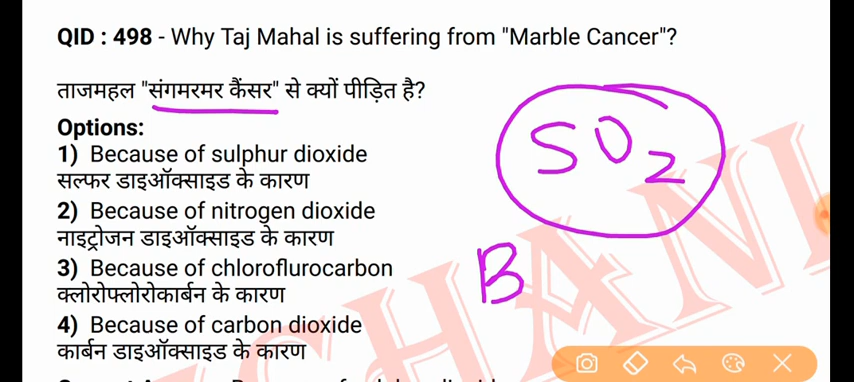 QID : 498 - Why Taj Mahal is suffering from "Marble Cancer"?
ताजमहल "संगमरमर कैंसर" से क्यों पीड़ित है?
Options:
1) Because of sulphur dioxide
सल्फर डाइऑक्साइड के कारण
2) Because of nitrogen dioxide
नाइट्रोजन डाइऑक्साइड के कारण
3) Because of chloroflurocarbon
क्लोरोफ्लोरोकार्बन के कारण
4) Because of carbon dioxide
कार्बन डाइऑक्साइड के कारण
SO2
B